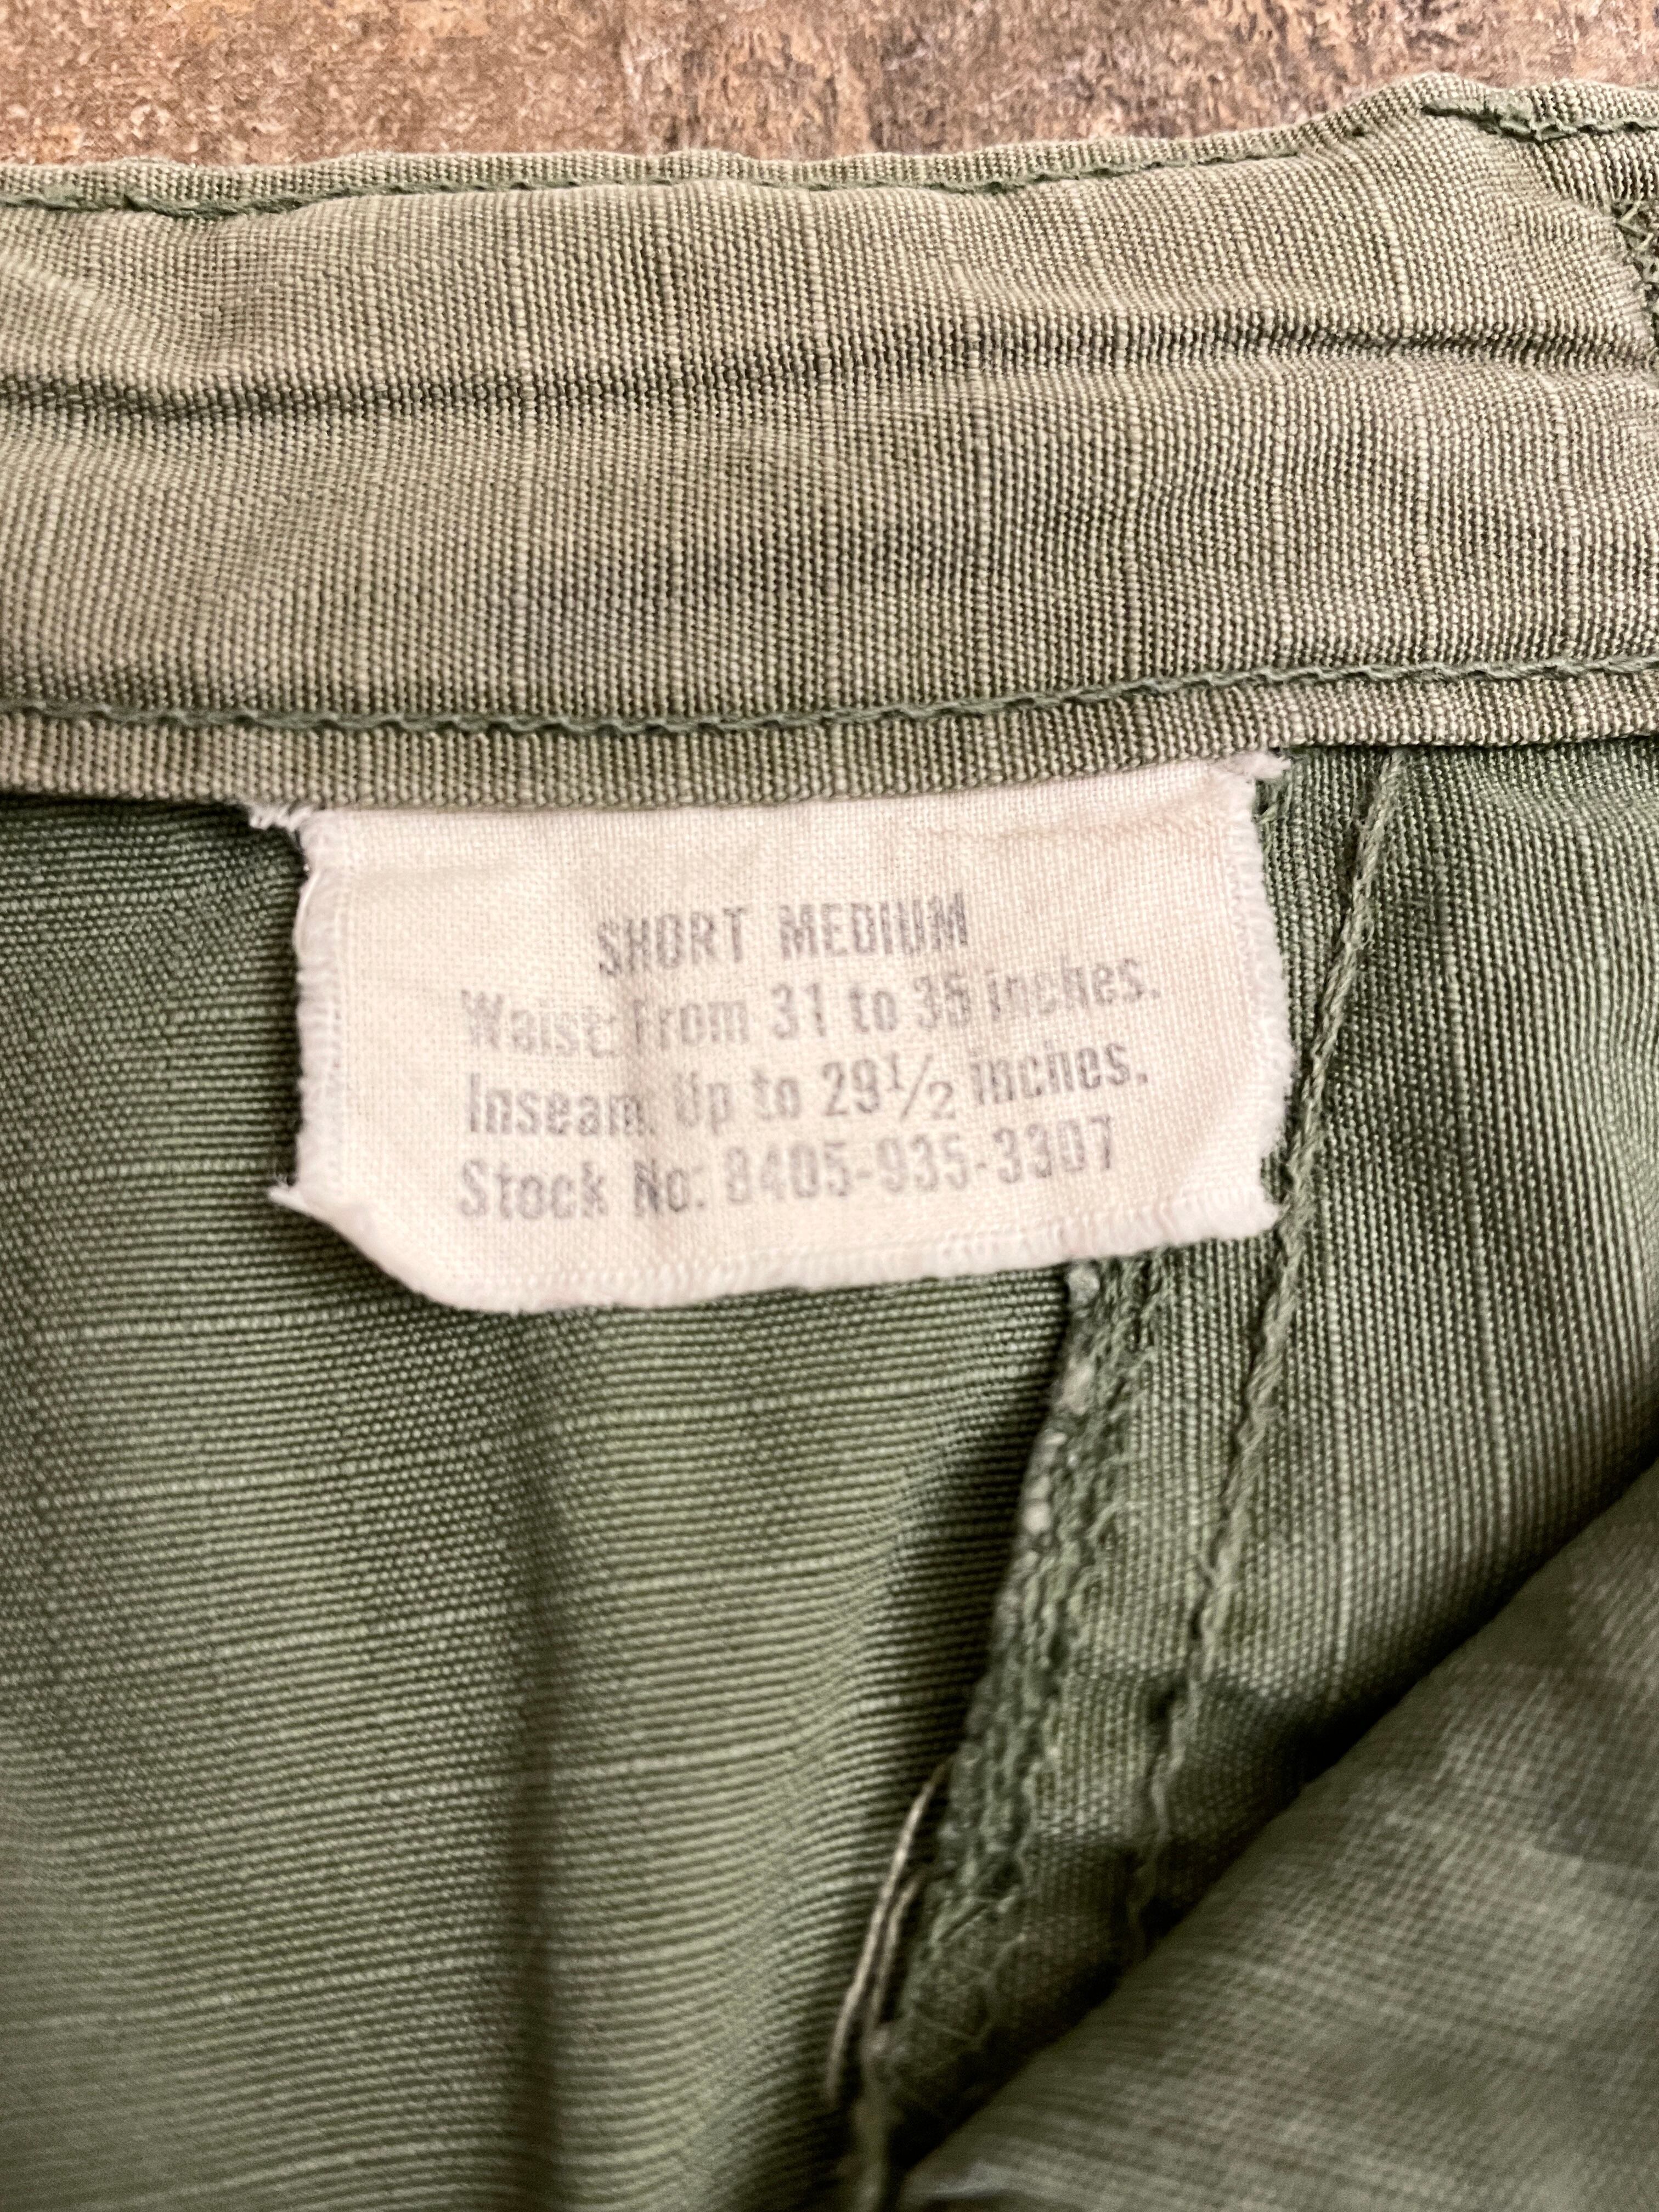 SHORT MEDIUM
Waist: From 31 to 35 inches.
Inseam: Up to 29½ inches.
Stock No: 8405-935-3307